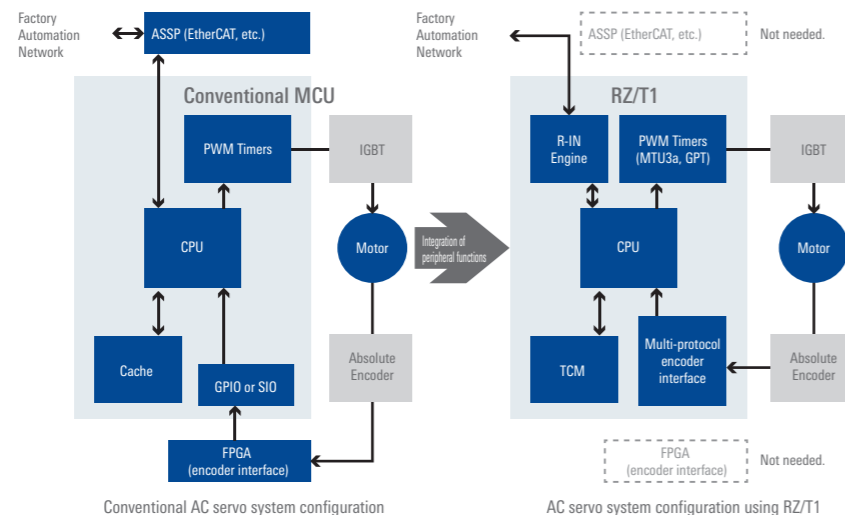 Factory
Automation
Network
ASSP (EtherCAT, etc.)
Conventional MCU
PWM Timers
IGBT
CPU
Motor
Cache
GPIO or SIO
Absolute
Encoder
FPGA
(encoder interface)
Conventional AC servo system configuration
Integration of
peripheral functions
Factory
Automation
Network
ASSP (EtherCAT, etc.)
Not needed.
RZ/T1
R-IN
Engine
PWM Timers
(MTU3a, GPT)
IGBT
CPU
Motor
TCM
Multi-protocol
encoder
interface
Absolute
Encoder
FPGA
(encoder interface)
Not needed.
AC servo system configuration using RZ/T1